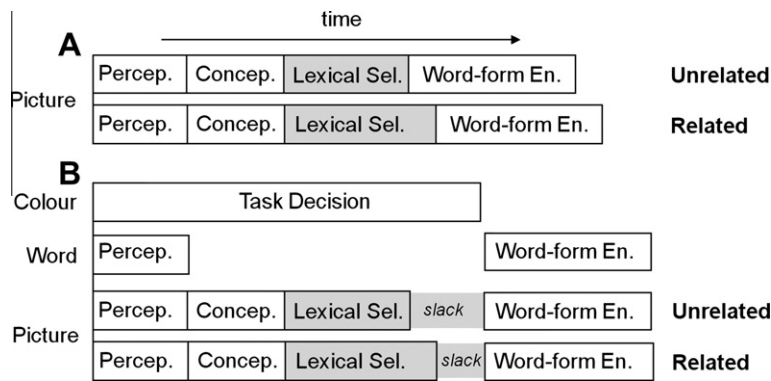 time
A
Percep. Concep. Lexical Sel. Word-form En. Unrelated
Picture
Percep. Concep. Lexical Sel. Word-form En. Related
B
Colour Task Decision
Word Percep. Word-form En.
Percep. Concep. Lexical Sel. slack Word-form En. Unrelated
Picture
Percep. Concep. Lexical Sel. slack Word-form En. Related